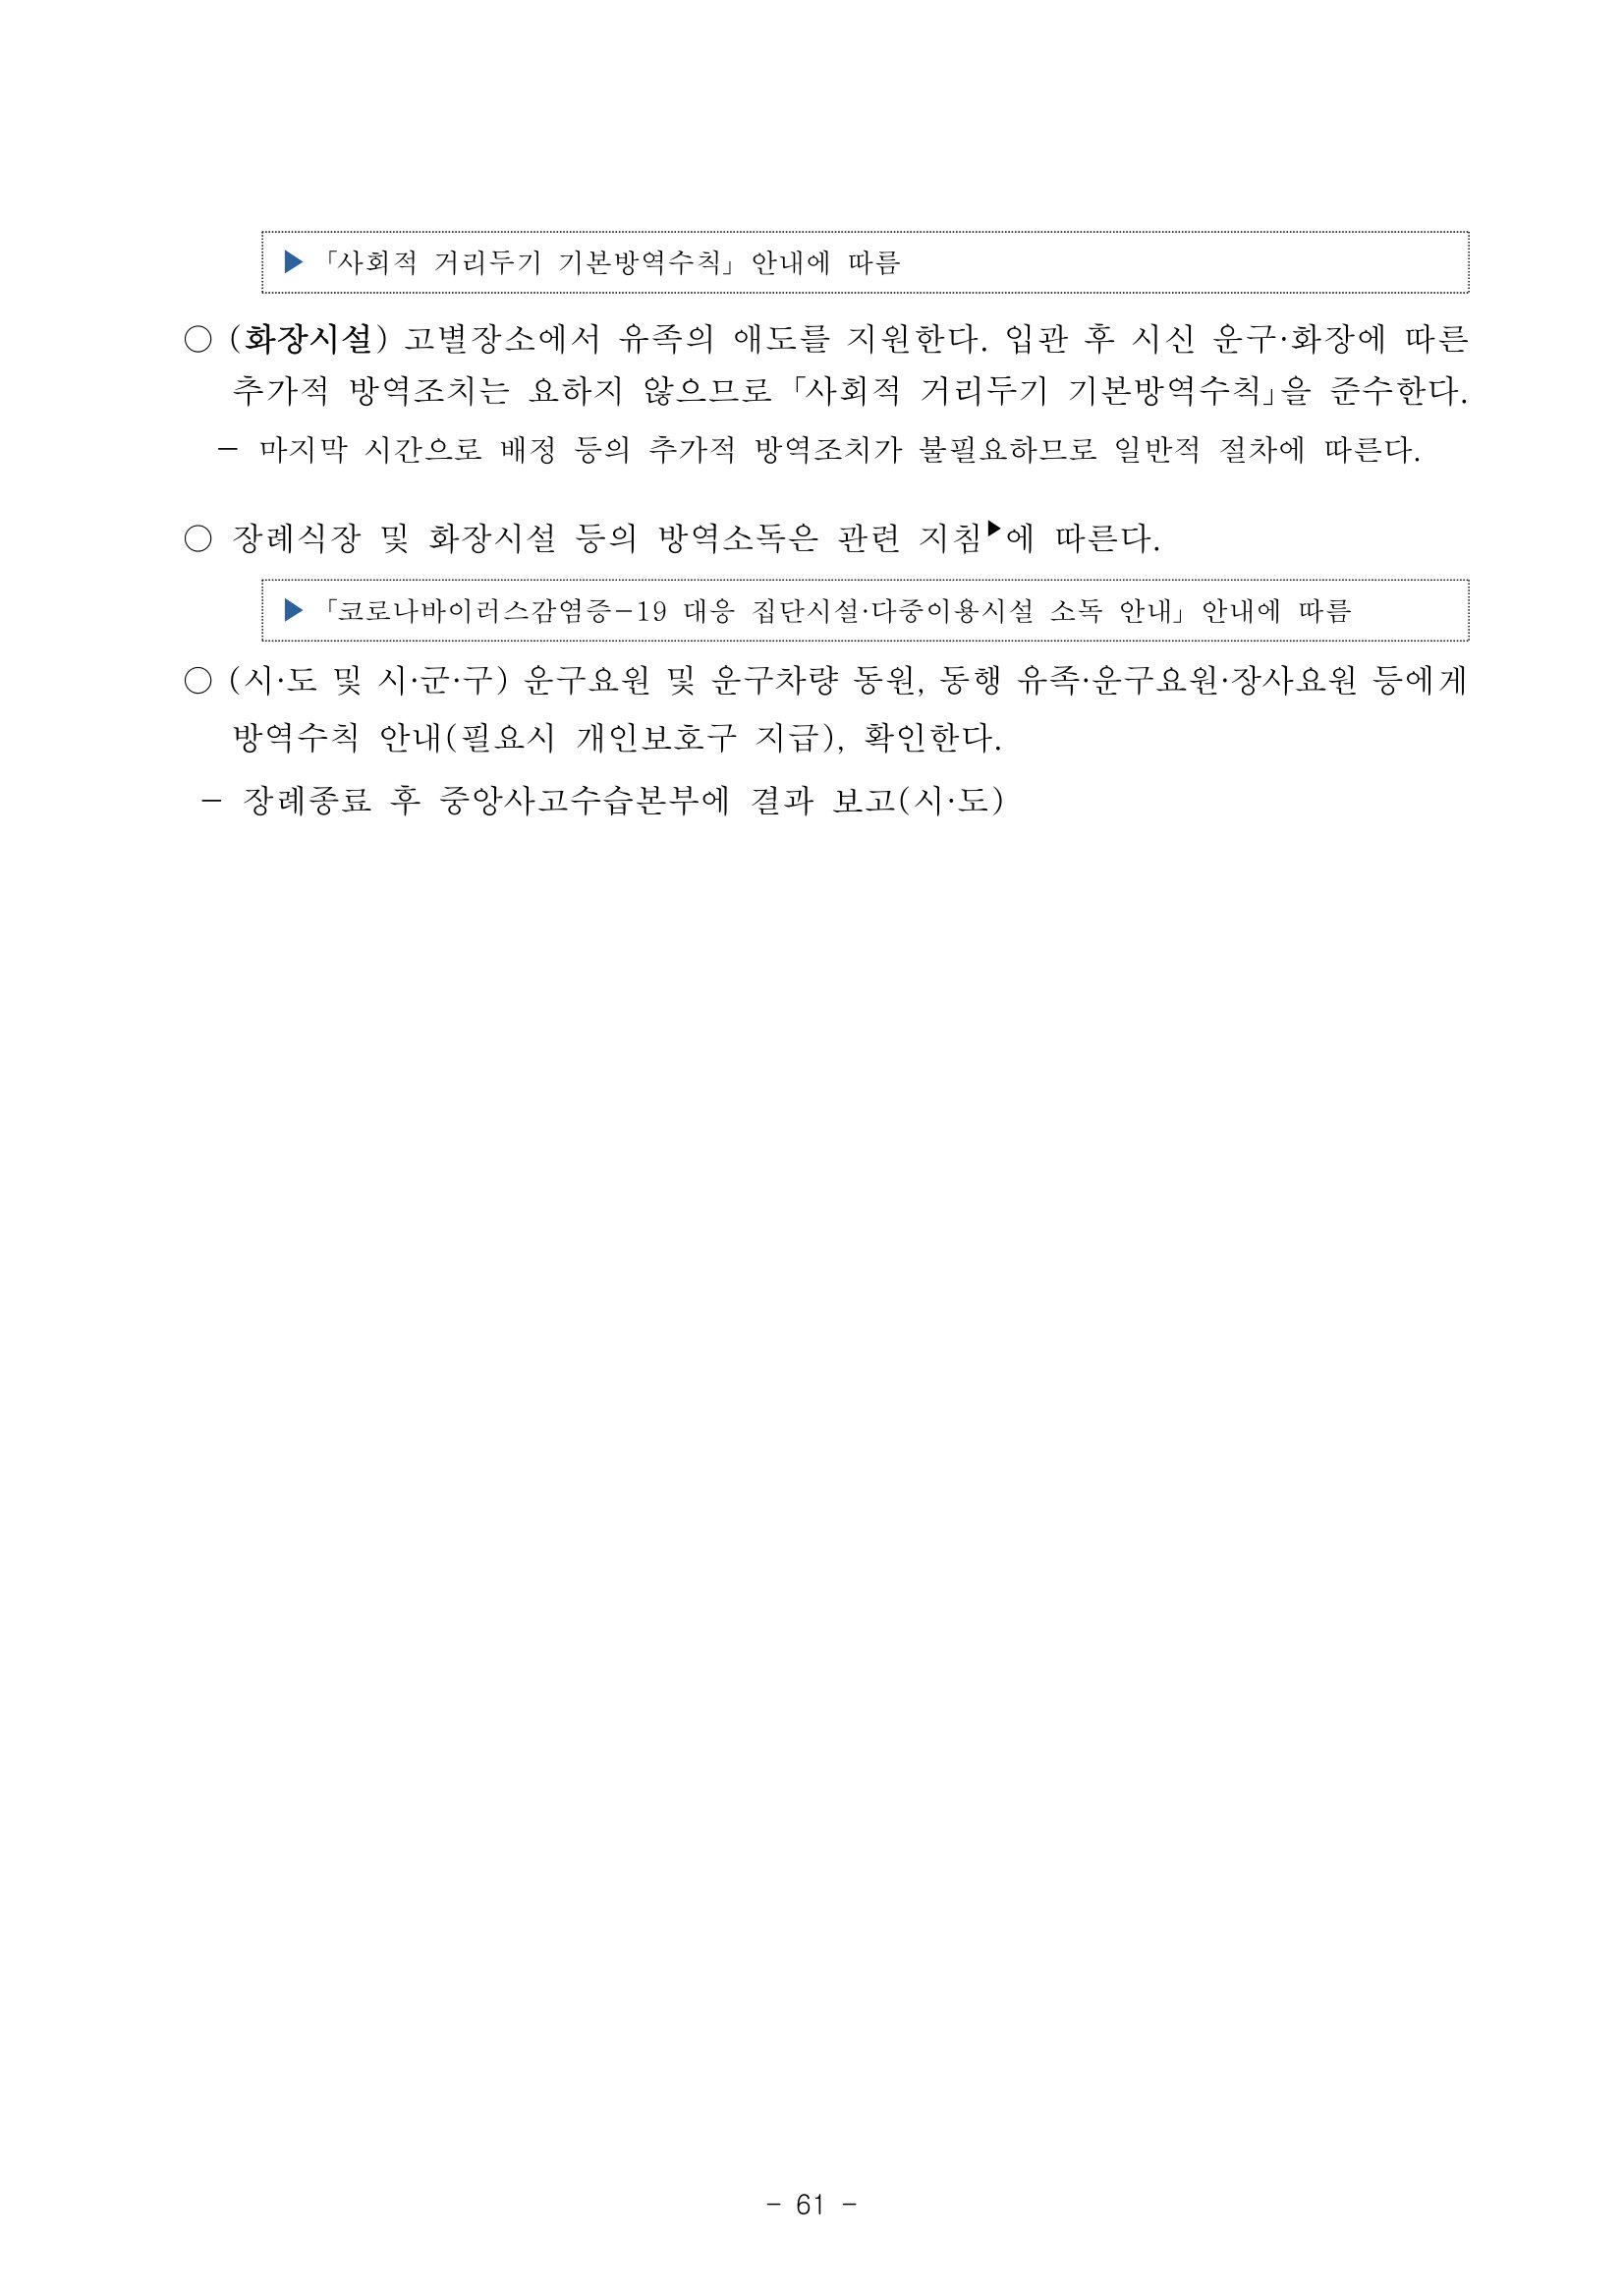 ▶ ｢사회적 거리두기 기본방역수칙｣ 안내에 따름
○ (화장시설) 고별장소에서 유족의 애도를 지원한다. 입관 후 시신 운구·화장에 따른
추가적 방역조치는 요하지 않으므로 ｢사회적 거리두기 기본방역수칙｣을 준수한다.
- 마지막 시간으로 배정 등의 추가적 방역조치가 불필요하므로 일반적 절차에 따른다.
○ 장례식장 및 화장시설 등의 방역소독은 관련 지침▶에 따른다.
▶ ｢코로나바이러스감염증-19 대응 집단시설·다중이용시설 소독 안내｣ 안내에 따름
○ (시·도 및 시·군·구) 운구요원 및 운구차량 동원, 동행 유족·운구요원·장사요원 등에게
방역수칙 안내(필요시 개인보호구 지급), 확인한다.
- 장례종료 후 중앙사고수습본부에 결과 보고(시·도)
- 61 -